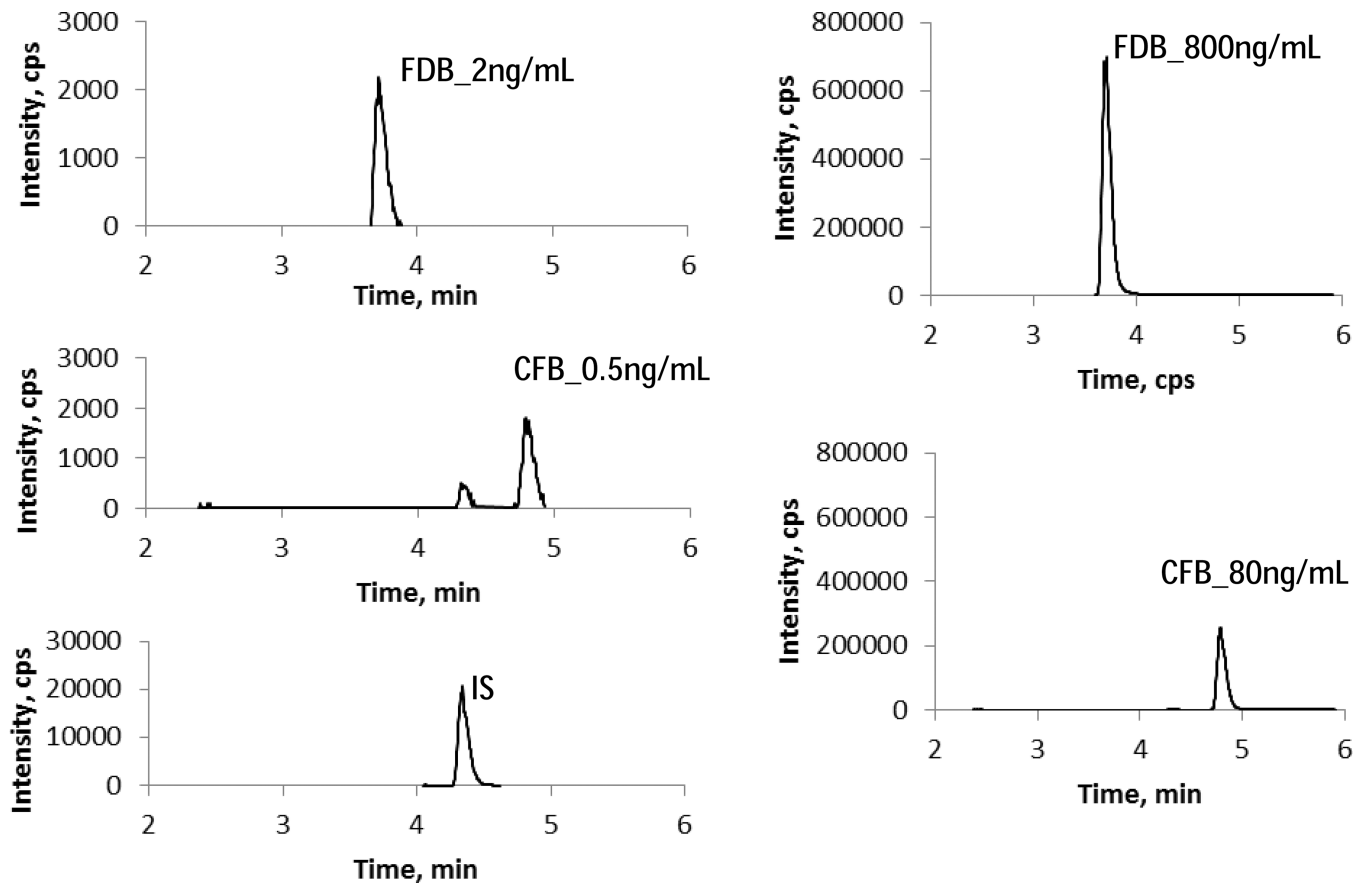 3000
FDB_2ng/mL
2000
1000
0
Intensity, cps
2 3 4 5 6
Time, min
3000
CFB_0.5ng/mL
2000
1000
0
Intensity, cps
2 3 4 5 6
Time, min
30000
IS
20000
10000
0
Intensity, cps
2 3 4 5 6
Time, min
800000
FDB_800ng/mL
600000
400000
200000
0
Intensity, cps
2 3 4 5 6
Time, cps
800000
600000
CFB_80ng/mL
400000
200000
0
Intensity, cps
2 3 4 5 6
Time, min